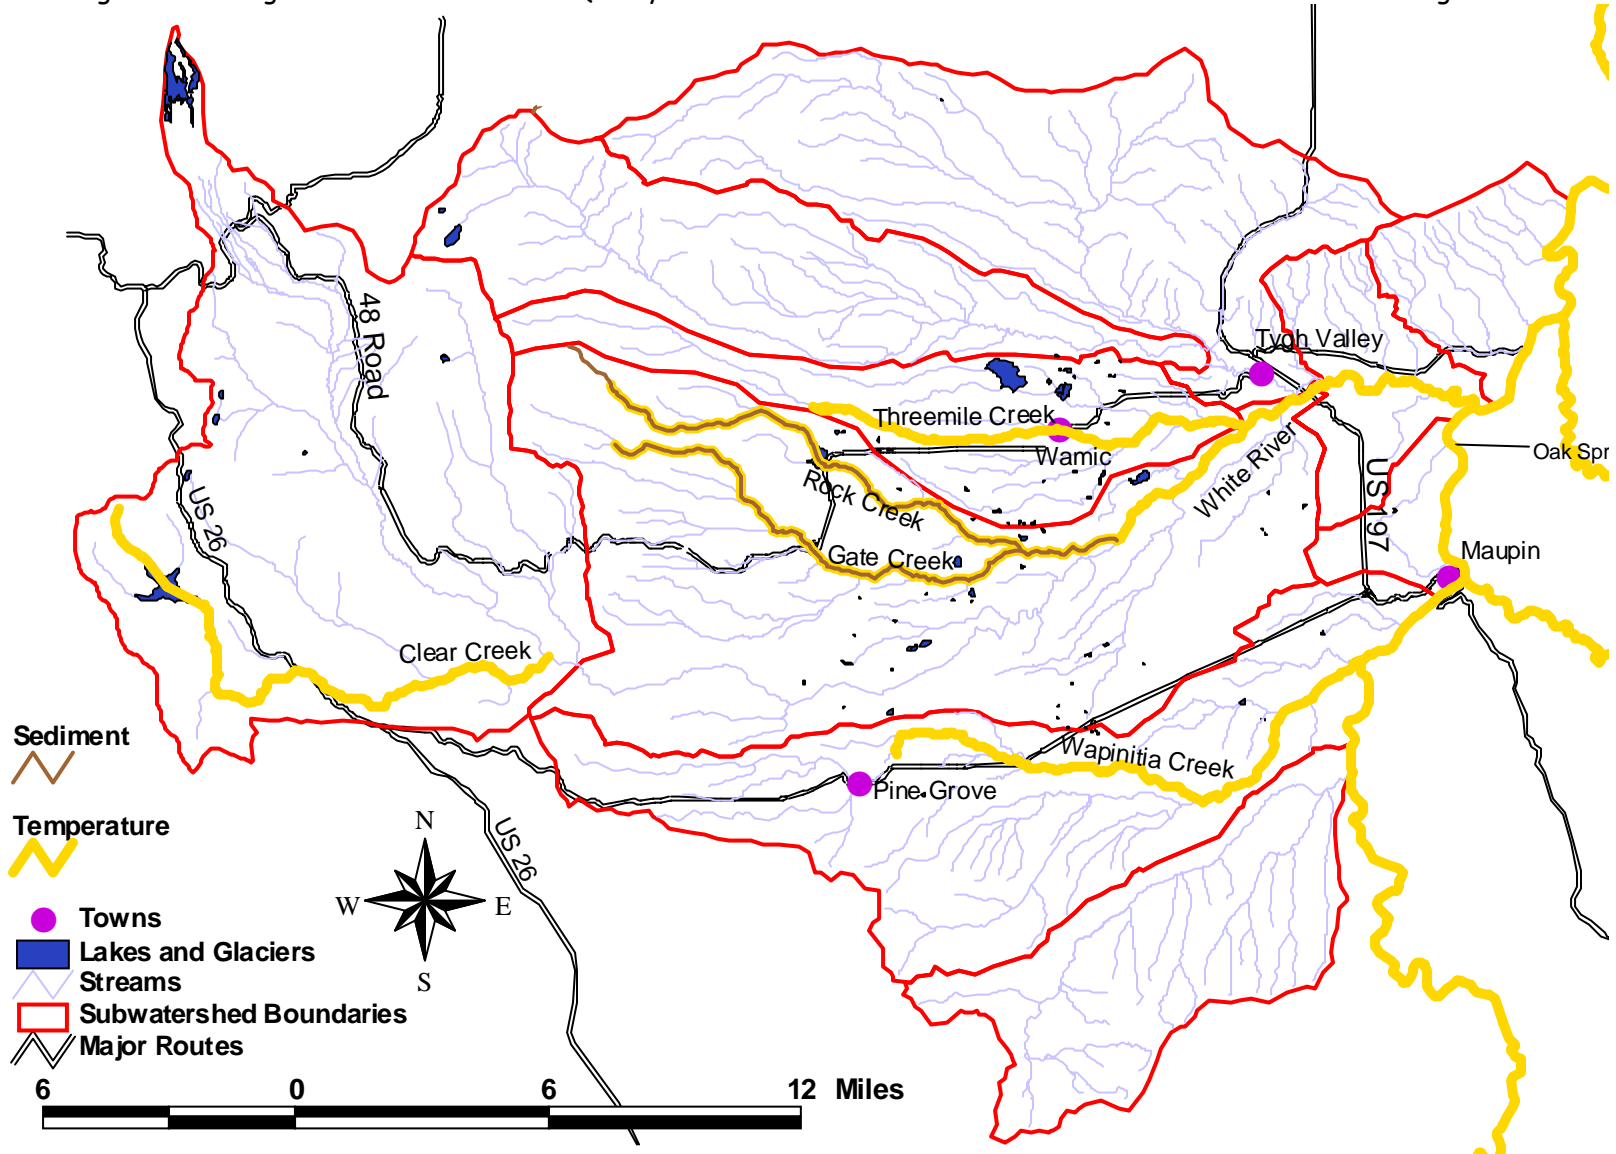 Tygh Valley
48 Road
Threemile Creek
Wamic
White River
Oak Spr
US 197
Rock Creek
US 26
Gate Creek
Maupin
Clear Creek
Wapinitia Creek
Pine Grove
US 26
Sediment
Temperature
N
W
E
S
Towns
Lakes and Glaciers
Streams
Subwatershed Boundaries
Major Routes
6 0 6 12 Miles